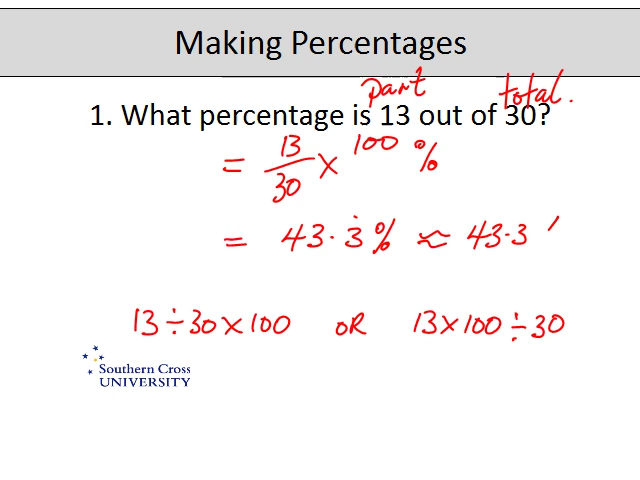 Making Percentages
part total.
1. What percentage is 13 out of 30?
= 13/30 × 100 %
= 43.3̇% ≈ 43.3
13 ÷ 30 × 100 OR 13 × 100 ÷ 30
Southern Cross
UNIVERSITY